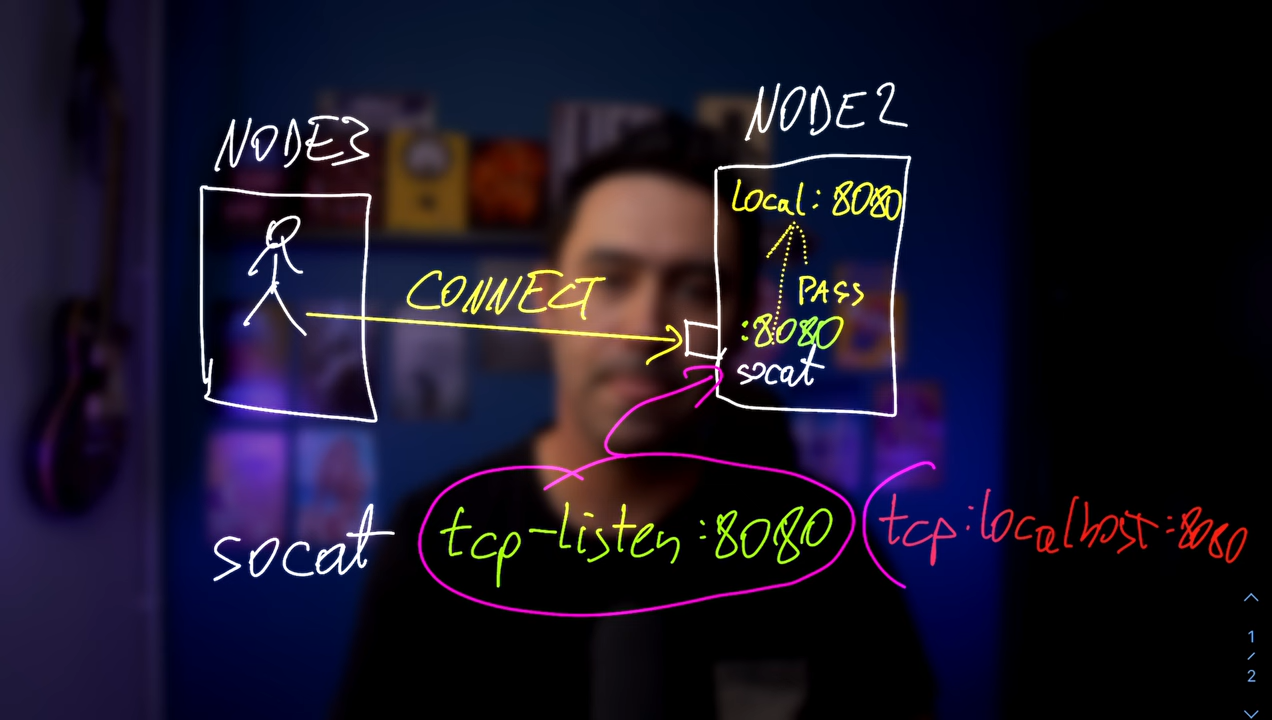 NODE3
NODE2
local:8080
CONNECT
PASS
:8080
socat
socat tcp-listen:8080 tcp:localhost:8080
1
/
2